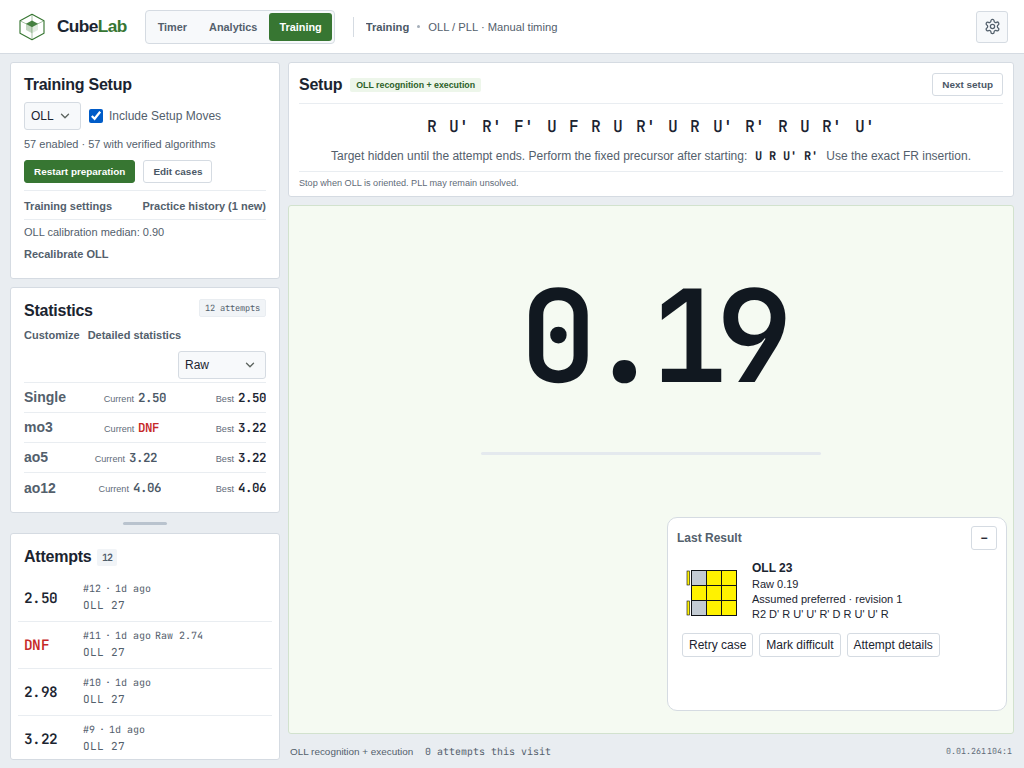 CubeLab
Timer Analytics Training
Training • OLL / PLL · Manual timing
Training Setup
OLL Include Setup Moves
57 enabled · 57 with verified algorithms
Restart preparation Edit cases
Training settings Practice history (1 new)
OLL calibration median: 0.90
Recalibrate OLL
Statistics 12 attempts
Customize Detailed statistics
Raw
Single Current 2.50 Best 2.50
mo3 Current DNF Best 3.22
ao5 Current 3.22 Best 3.22
ao12 Current 4.06 Best 4.06
Attempts 12
2.50 #12 · 1d ago
OLL 27
DNF #11 · 1d ago Raw 2.74
OLL 27
2.98 #10 · 1d ago
OLL 27
3.22 #9 · 1d ago
OLL 27
Setup OLL recognition + execution Next setup
R U' R' F' U F R U R' U R U' R' R U R' U'
Target hidden until the attempt ends. Perform the fixed precursor after starting: U R U' R' Use the exact FR insertion.
Stop when OLL is oriented. PLL may remain unsolved.
0.19
Last Result −
OLL 23
Raw 0.19
Assumed preferred · revision 1
R2 D' R U' U' R' D R U' U' R
Retry case Mark difficult Attempt details
OLL recognition + execution 0 attempts this visit 0.01.261104:1